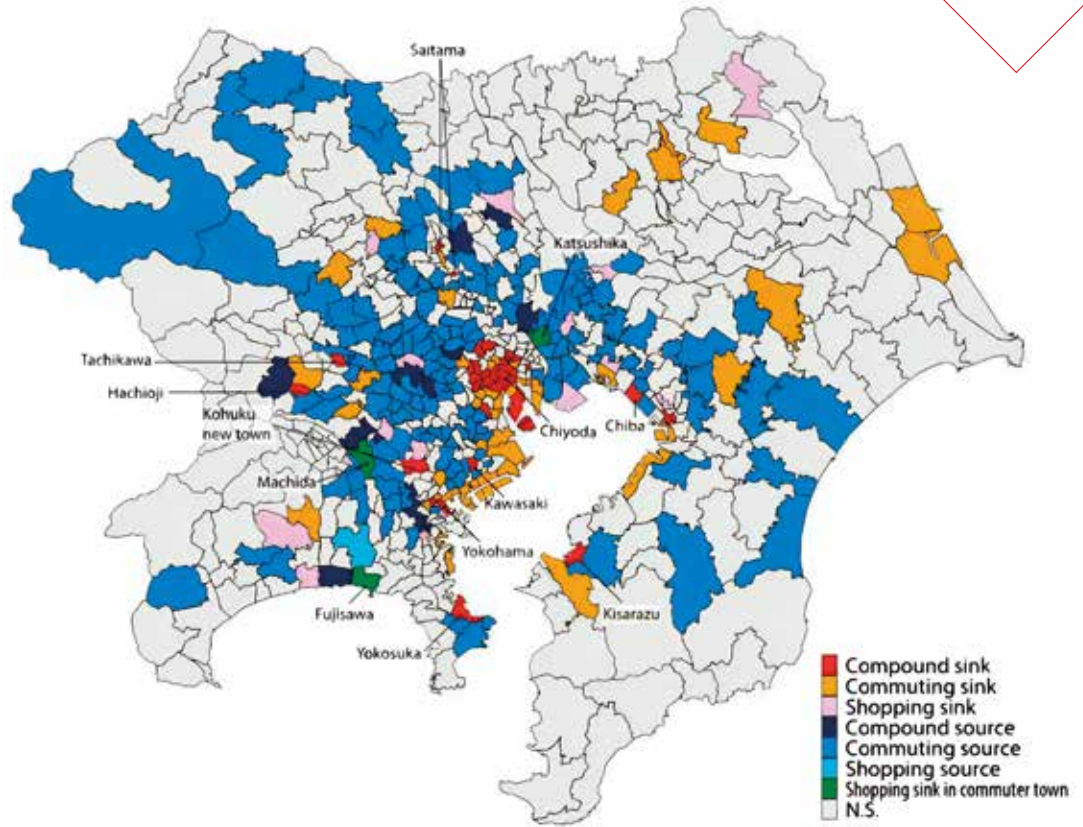 Saitama
Katsushika
Tachikawa
Hachioji
Kohuku
new town
Chiyoda
Chiba
Machida
Kawasaki
Yokohama
Fujisawa
Kisarazu
Yokosuka
Compound sink
Commuting sink
Shopping sink
Compound source
Commuting source
Shopping source
Shopping sink in commuter town
N.S.